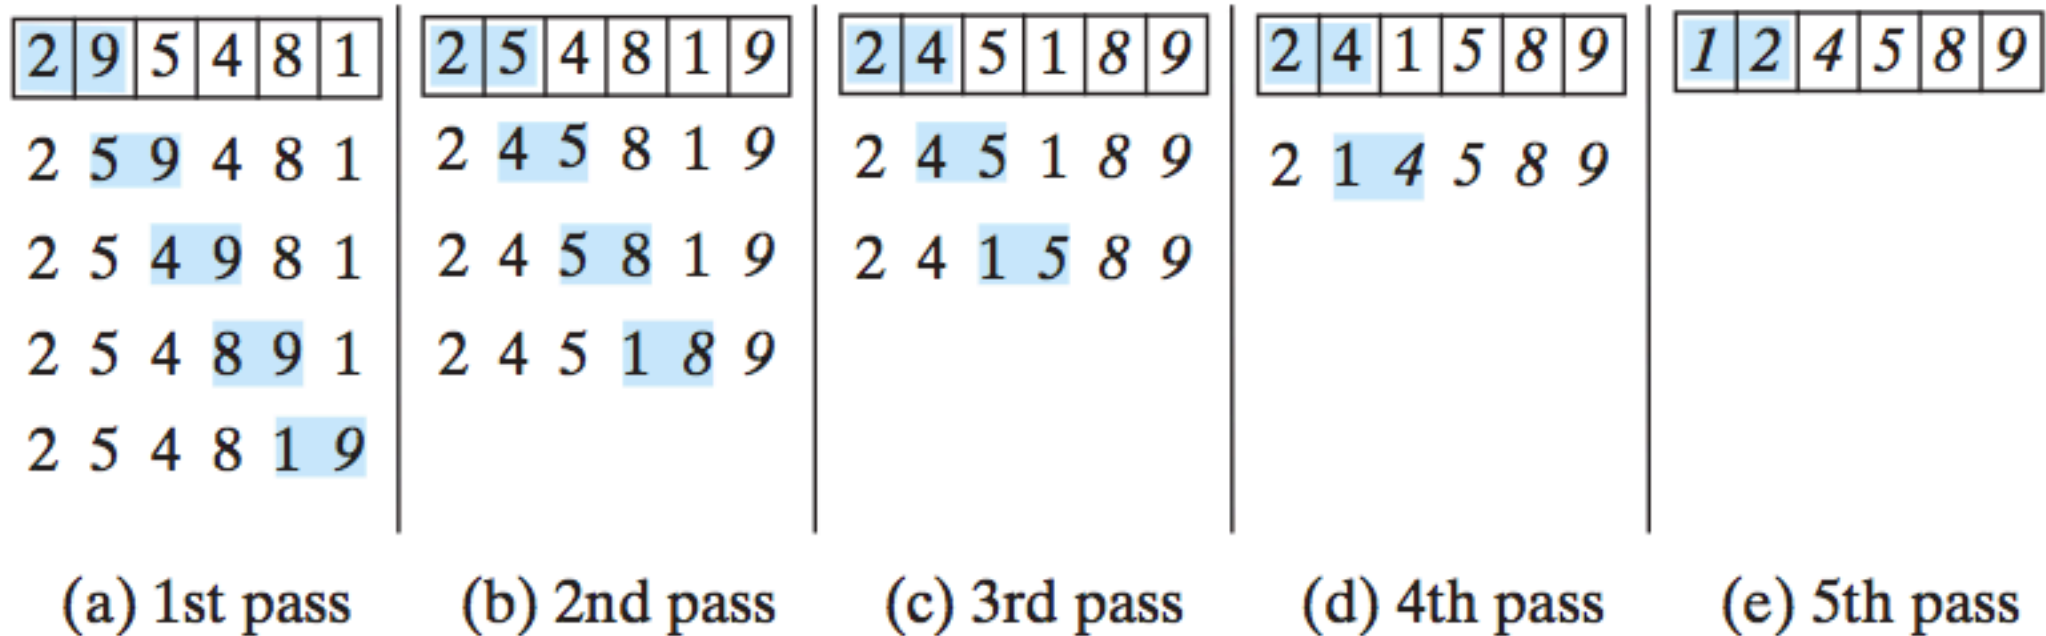 2 9 5 4 8 1
2 5 9 4 8 1
2 5 4 9 8 1
2 5 4 8 9 1
2 5 4 8 1 9
(a) 1st pass
2 5 4 8 1 9
2 4 5 8 1 9
2 4 5 8 1 9
2 4 5 1 8 9
(b) 2nd pass
2 4 5 1 8 9
2 4 5 1 8 9
2 4 1 5 8 9
(c) 3rd pass
2 4 1 5 8 9
2 1 4 5 8 9
(d) 4th pass
1 2 4 5 8 9
(e) 5th pass